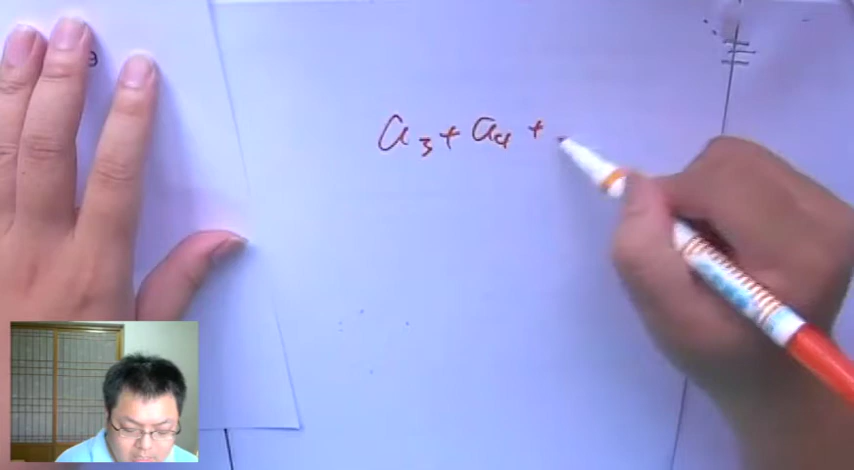 a₃ + a₄ +